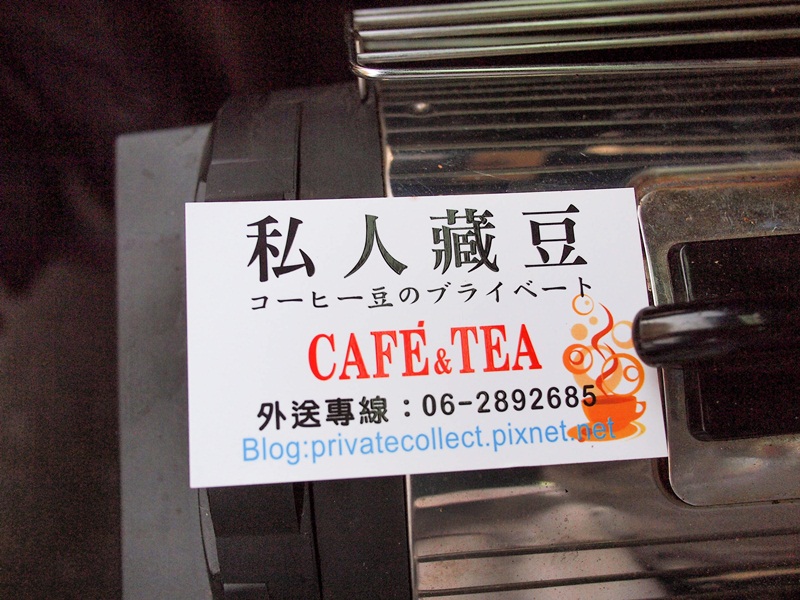 私人藏豆
コーヒー豆のプライベート
CAFÉ&TEA
外送專線：06-2892685
Blog:privatecollect.pixnet.net